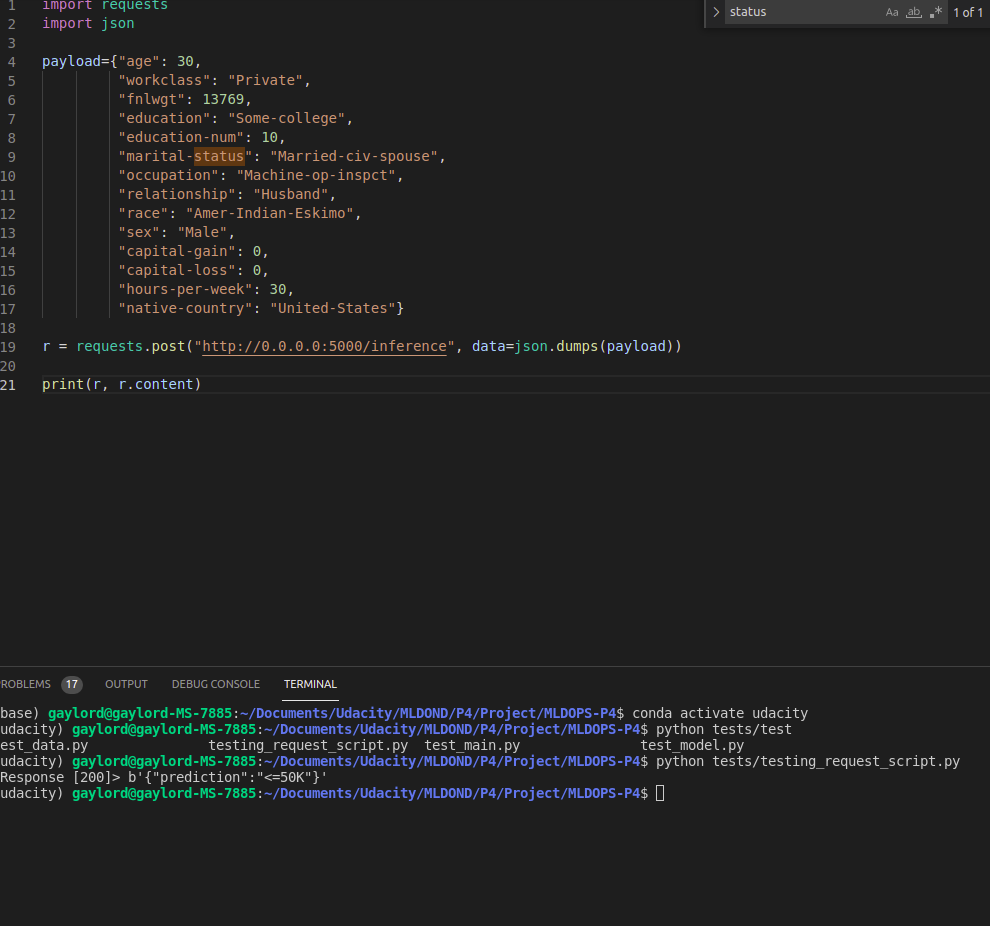 status Aa ab 1 of 1
1 import requests
2 import json
3
4 payload={"age": 30,
5 "workclass": "Private",
6 "fnlwgt": 13769,
7 "education": "Some-college",
8 "education-num": 10,
9 "marital-status": "Married-civ-spouse",
10 "occupation": "Machine-op-inspct",
11 "relationship": "Husband",
12 "race": "Amer-Indian-Eskimo",
13 "sex": "Male",
14 "capital-gain": 0,
15 "capital-loss": 0,
16 "hours-per-week": 30,
17 "native-country": "United-States"}
18
19 r = requests.post("http://0.0.0.0:5000/inference", data=json.dumps(payload))
20
21 print(r, r.content)
ROBLEMS 17 OUTPUT DEBUG CONSOLE TERMINAL
base) gaylord@gaylord-MS-7885:~/Documents/Udacity/MLDOND/P4/Project/MLDOPS-P4$ conda activate udacity
udacity) gaylord@gaylord-MS-7885:~/Documents/Udacity/MLDOND/P4/Project/MLDOPS-P4$ python tests/test
est_data.py testing_request_script.py test_main.py test_model.py
udacity) gaylord@gaylord-MS-7885:~/Documents/Udacity/MLDOND/P4/Project/MLDOPS-P4$ python tests/testing_request_script.py
Response [200]> b'{"prediction":"<=50K"}'
udacity) gaylord@gaylord-MS-7885:~/Documents/Udacity/MLDOND/P4/Project/MLDOPS-P4$